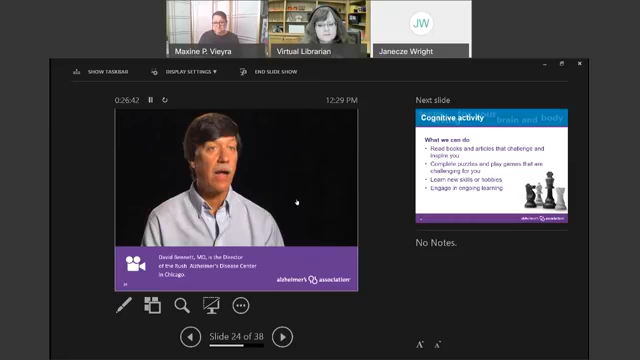 JW
Maxine P. Vieyra
Virtual Librarian
Janecze Wright
SHOW TASKBAR
DISPLAY SETTINGS
END SLIDE SHOW
0:26:42
12:29 PM
David Bennett, MD, is the Director
of the Rush Alzheimer's Disease Center
in Chicago.
alzheimer's association
24
Slide 24 of 38
Next slide
Cognitive activity
your
brain and body
What we can do
• Read books and articles that challenge and
inspire you
• Complete puzzles and play games that are
challenging for you
• Learn new skills or hobbies
• Engage in ongoing learning
alzheimer's association
No Notes.
A A